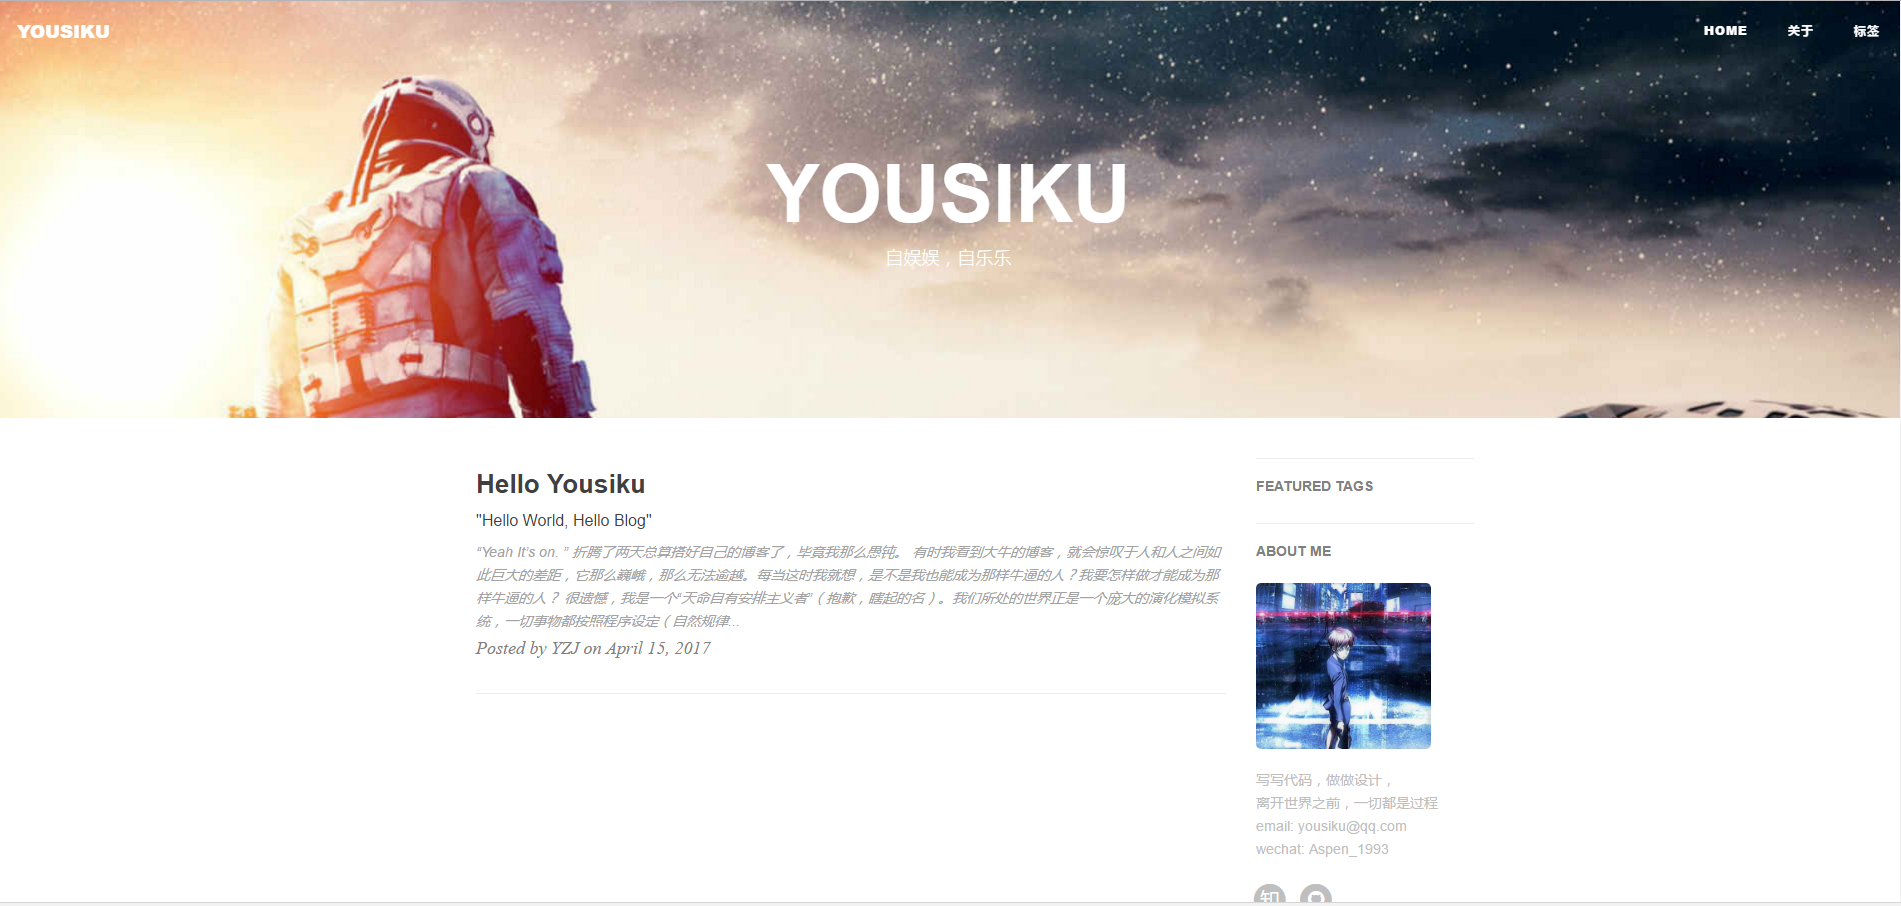 YOUSIKU
HOME 关于 标签
YOUSIKU
自娱娱，自乐乐
Hello Yousiku
"Hello World, Hello Blog"
“Yeah It’s on. ” 折腾了两天总算搭好自己的博客了，毕竟我那么愚钝。 有时我看到大牛的博客，就会惊叹于人和人之间如
此巨大的差距，它那么巍峨，那么无法逾越。每当这时我就想，是不是我也能成为那样牛逼的人？我要怎样做才能成为那
样牛逼的人？ 很遗憾，我是一个“天命自有安排主义者”（抱歉，瞎起的名）。我们所处的世界正是一个庞大的演化模拟系
统，一切事物都按照程序设定（自然规律...
Posted by YZJ on April 15, 2017
FEATURED TAGS
ABOUT ME
写写代码，做做设计，
离开世界之前，一切都是过程
email: yousiku@qq.com
wechat: Aspen_1993
知